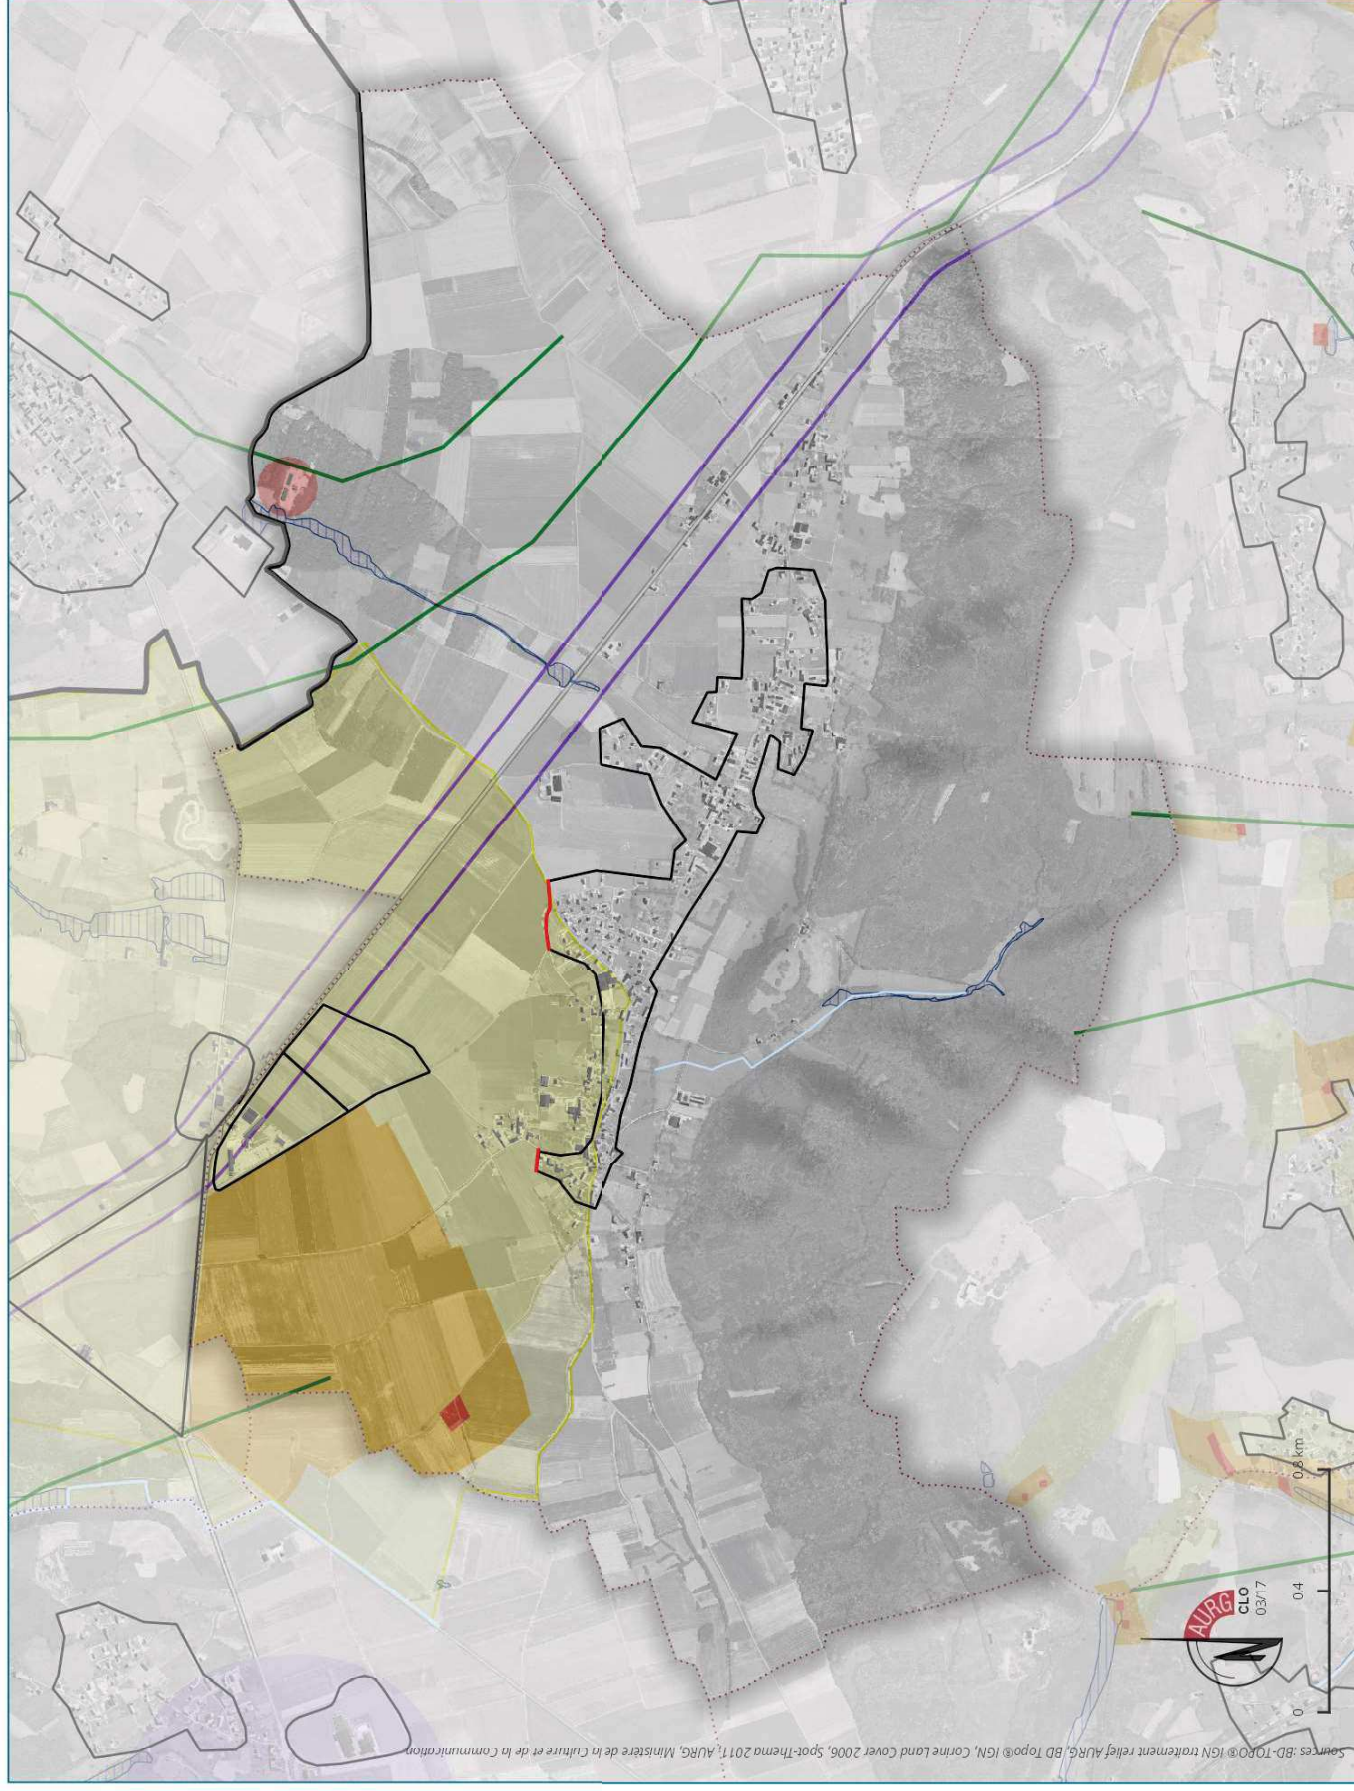 Sources : BD-TOPO® IGN traitement relief AURG, BD Topo® IGN, Corine Land Cover 2006, Spot-Thema 2011, AURG, Ministère de la Culture et de la Communication
AURG
CLO
03/17
N
0
0.4
0.8 km